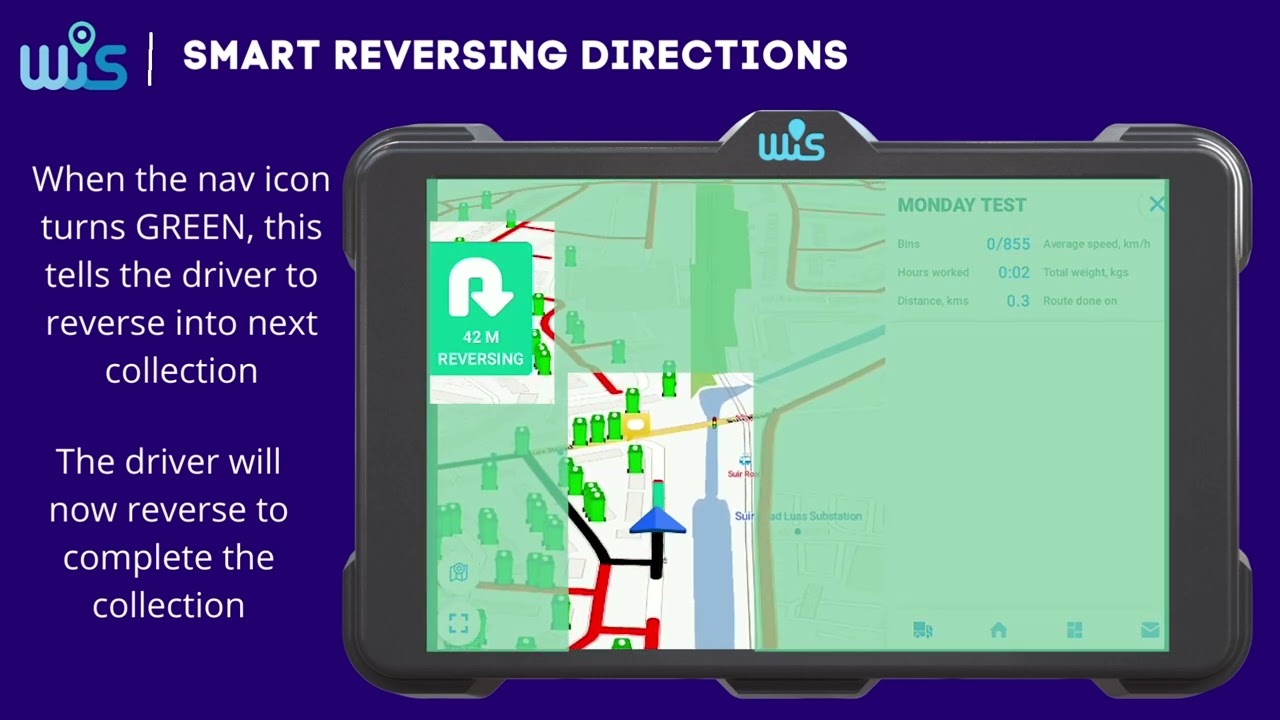 wis | SMART REVERSING DIRECTIONS
When the nav icon
turns GREEN, this
tells the driver to
reverse into next
collection
The driver will
now reverse to
complete the
collection
wis
42 M
REVERSING
MONDAY TEST
Bins 0/855 Average speed, km/h
Hours worked 0:02 Total weight, kgs
Distance, kms 0.3 Route done on
Suir Ro
Suir ad Luas Substation